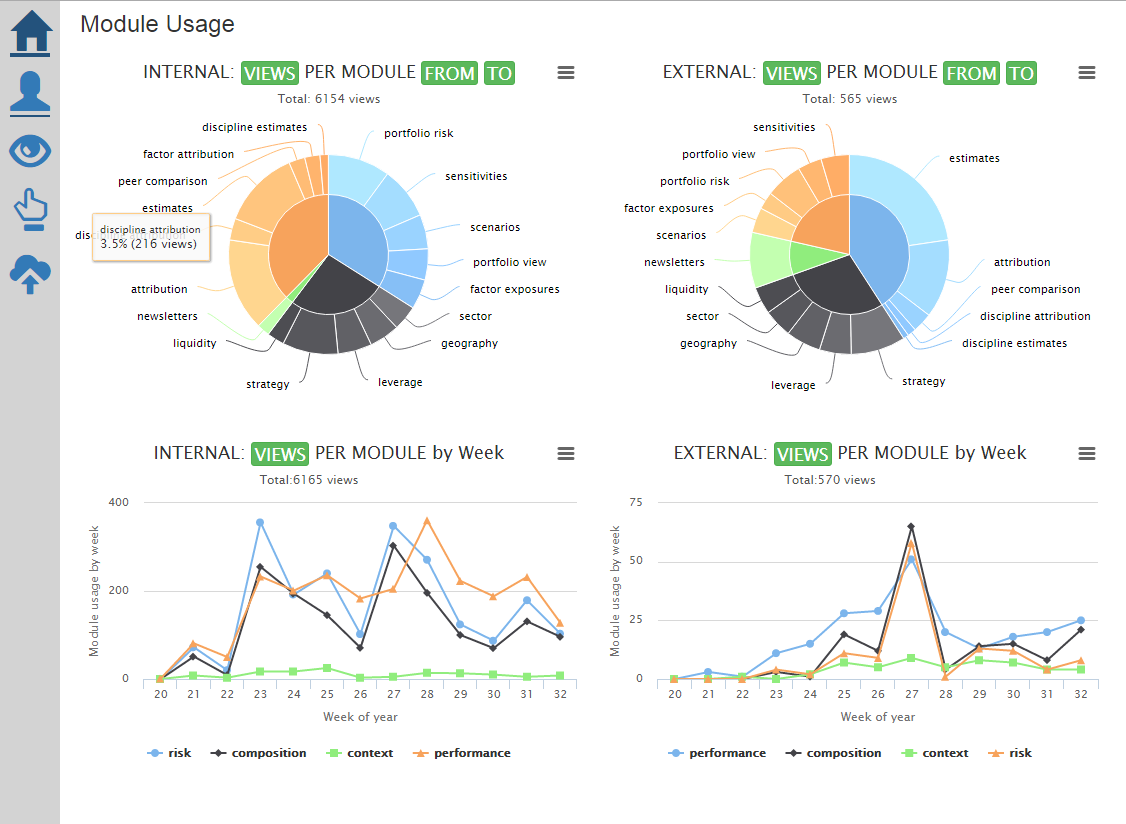 Module Usage
INTERNAL: VIEWS PER MODULE FROM TO
Total: 6154 views
discipline estimates
portfolio risk
factor attribution
sensitivities
peer comparison
estimates
scenarios
discipline attribution
3.5% (216 views)
portfolio view
attribution
factor exposures
newsletters
sector
liquidity
geography
strategy
leverage
EXTERNAL: VIEWS PER MODULE FROM TO
Total: 565 views
sensitivities
portfolio view
estimates
portfolio risk
factor exposures
scenarios
newsletters
attribution
liquidity
peer comparison
sector
discipline attribution
geography
discipline estimates
leverage
strategy
INTERNAL: VIEWS PER MODULE by Week
Total:6165 views
Module usage by week
400
200
0
20 21 22 23 24 25 26 27 28 29 30 31 32
Week of year
risk composition context performance
EXTERNAL: VIEWS PER MODULE by Week
Total:570 views
Module usage by week
75
50
25
0
20 21 22 23 24 25 26 27 28 29 30 31 32
Week of year
performance composition context risk